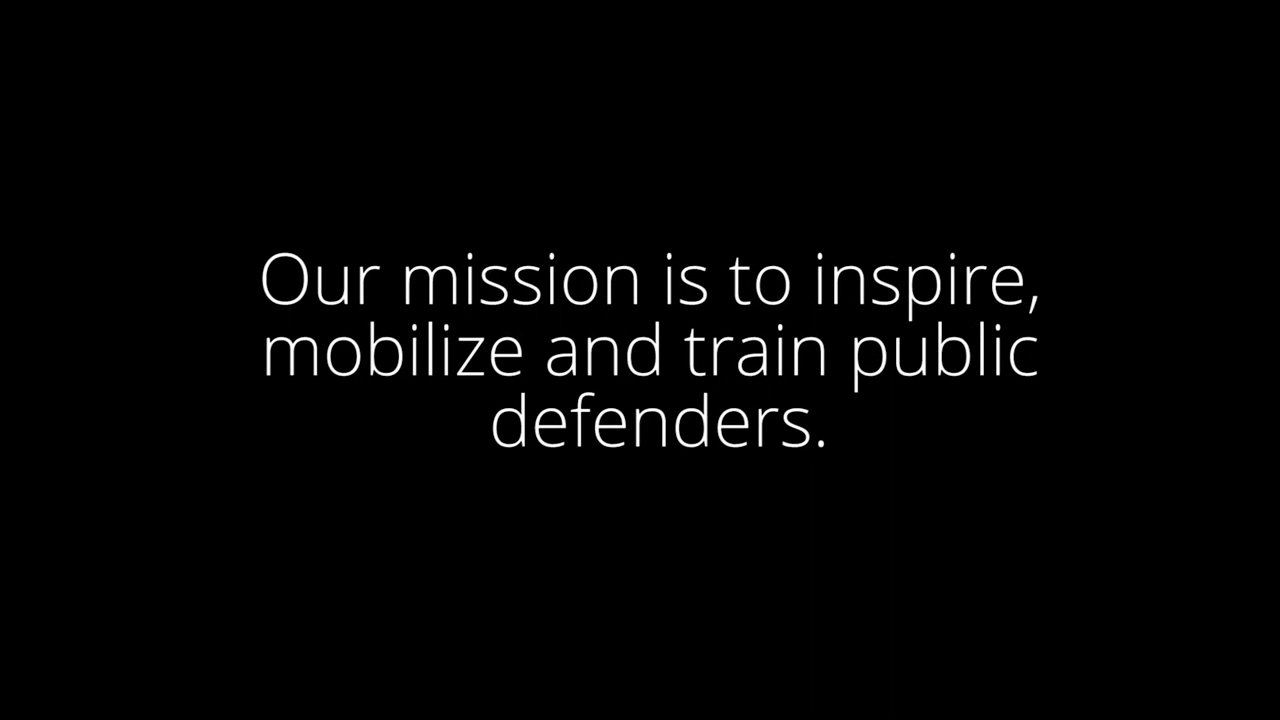 Our mission is to inspire,
mobilize and train public
defenders.